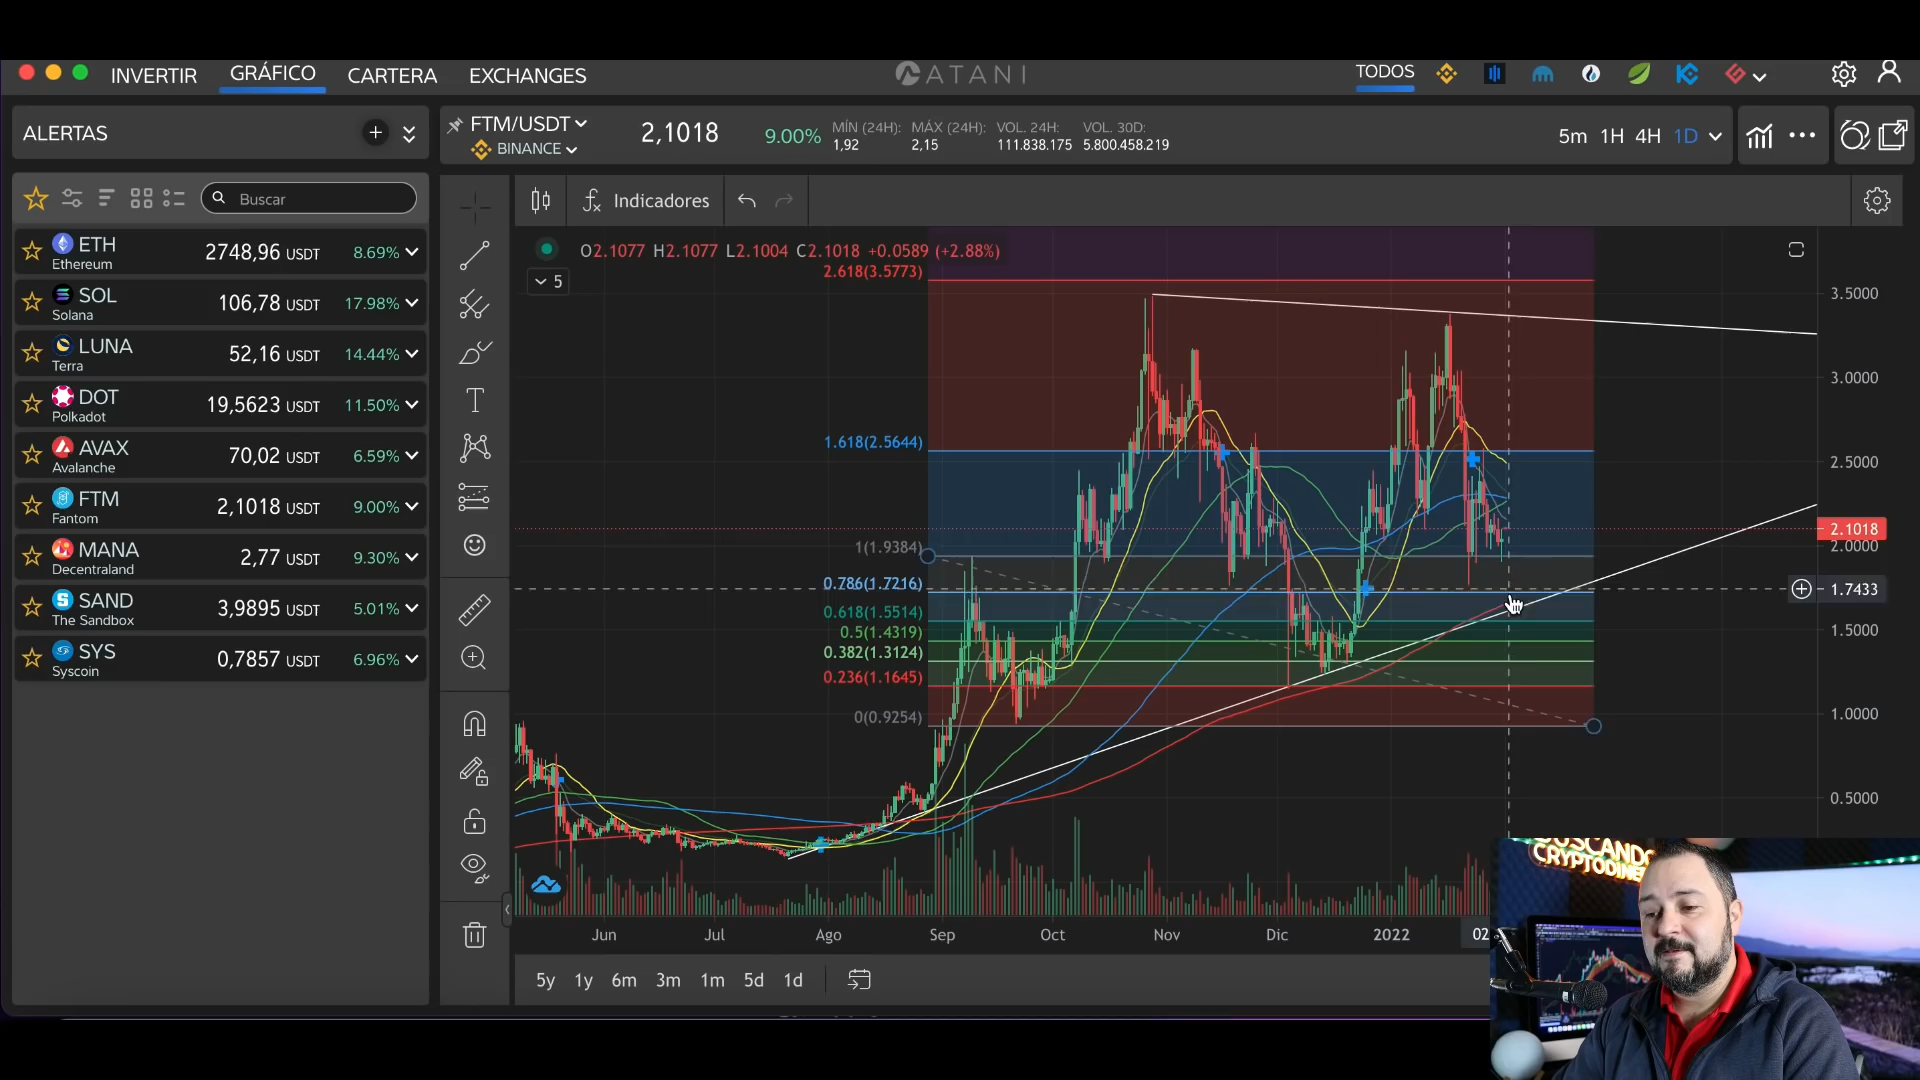 INVERTIR GRÁFICO CARTERA EXCHANGES
ATANI
TODOS
ALERTAS
FTM/USDT
BINANCE
2,1018
9.00%
MÍN (24H): MÁX (24H): VOL. 24H: VOL. 30D:
1,92 2,15 111.838.175 5.800.458.219
5m 1H 4H 1D
Buscar
Indicadores
ETH 2748,96 USDT 8.69%
Ethereum
SOL 106,78 USDT 17.98%
Solana
LUNA 52,16 USDT 14.44%
Terra
DOT 19,5623 USDT 11.50%
Polkadot
AVAX 70,02 USDT 6.59%
Avalanche
FTM 2,1018 USDT 9.00%
Fantom
MANA 2,77 USDT 9.30%
Decentraland
SAND 3,9895 USDT 5.01%
The Sandbox
SYS 0,7857 USDT 6.96%
Syscoin
O2.1077 H2.1077 L2.1004 C2.1018 +0.0589 (+2.88%)
5
2.618(3.5773)
1.618(2.5644)
1(1.9384)
0.786(1.7216)
0.618(1.5514)
0.5(1.4319)
0.382(1.3124)
0.236(1.1645)
0(0.9254)
3.5000
3.0000
2.5000
2.1018
2.0000
1.7433
1.5000
1.0000
0.5000
Jun Jul Ago Sep Oct Nov Dic 2022 02
5y 1y 6m 3m 1m 5d 1d